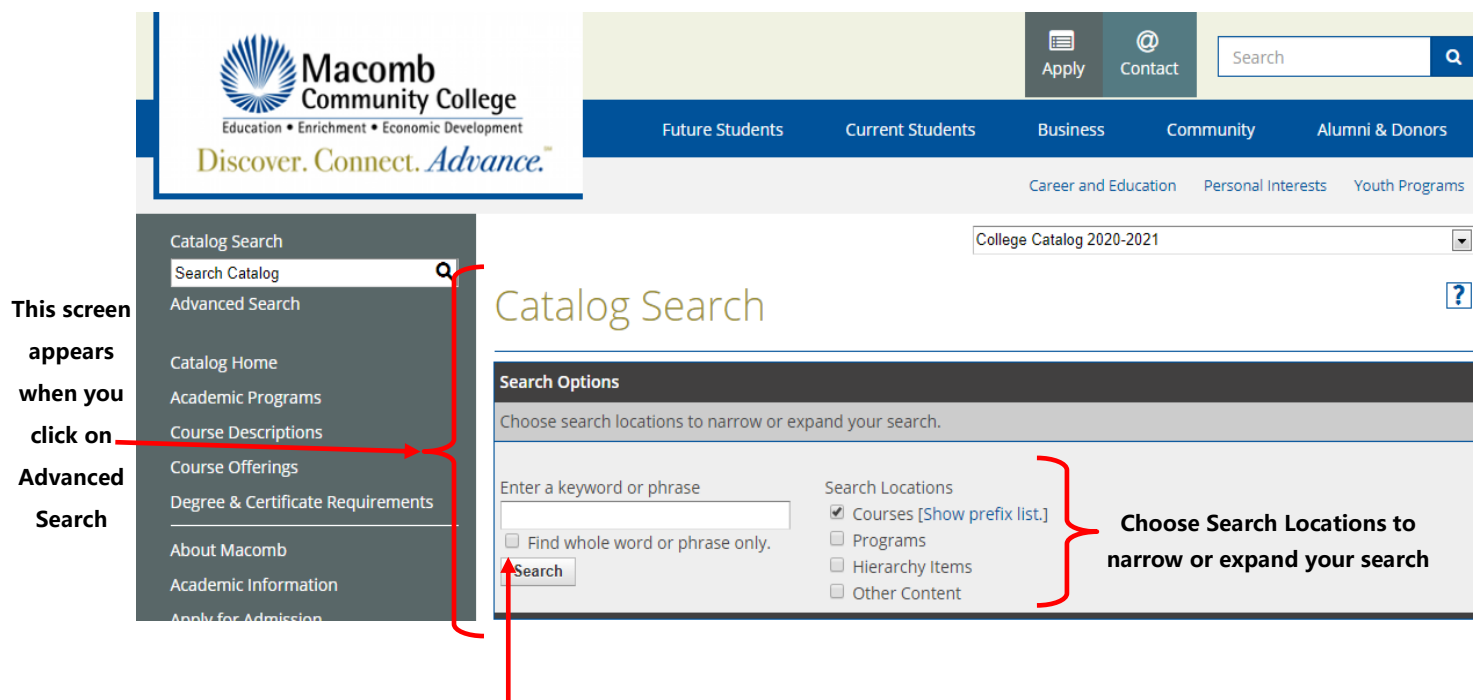 Macomb
Community College
Education • Enrichment • Economic Development
Discover. Connect. Advance.℠
Apply
@
Contact
Search
Future Students
Current Students
Business
Community
Alumni & Donors
Career and Education
Personal Interests
Youth Programs
Catalog Search
Search Catalog
Advanced Search
Catalog Home
Academic Programs
Course Descriptions
Course Offerings
Degree & Certificate Requirements
About Macomb
Academic Information
Apply for Admission
This screen
appears
when you
click on
Advanced
Search
College Catalog 2020-2021
Catalog Search
?
Search Options
Choose search locations to narrow or expand your search.
Enter a keyword or phrase
Find whole word or phrase only.
Search
Search Locations
Courses [Show prefix list.]
Programs
Hierarchy Items
Other Content
Choose Search Locations to
narrow or expand your search